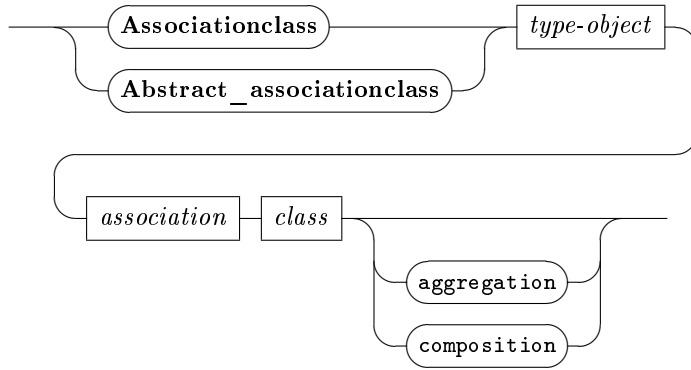 Associationclass type-object
Abstract_associationclass
association class
aggregation
composition